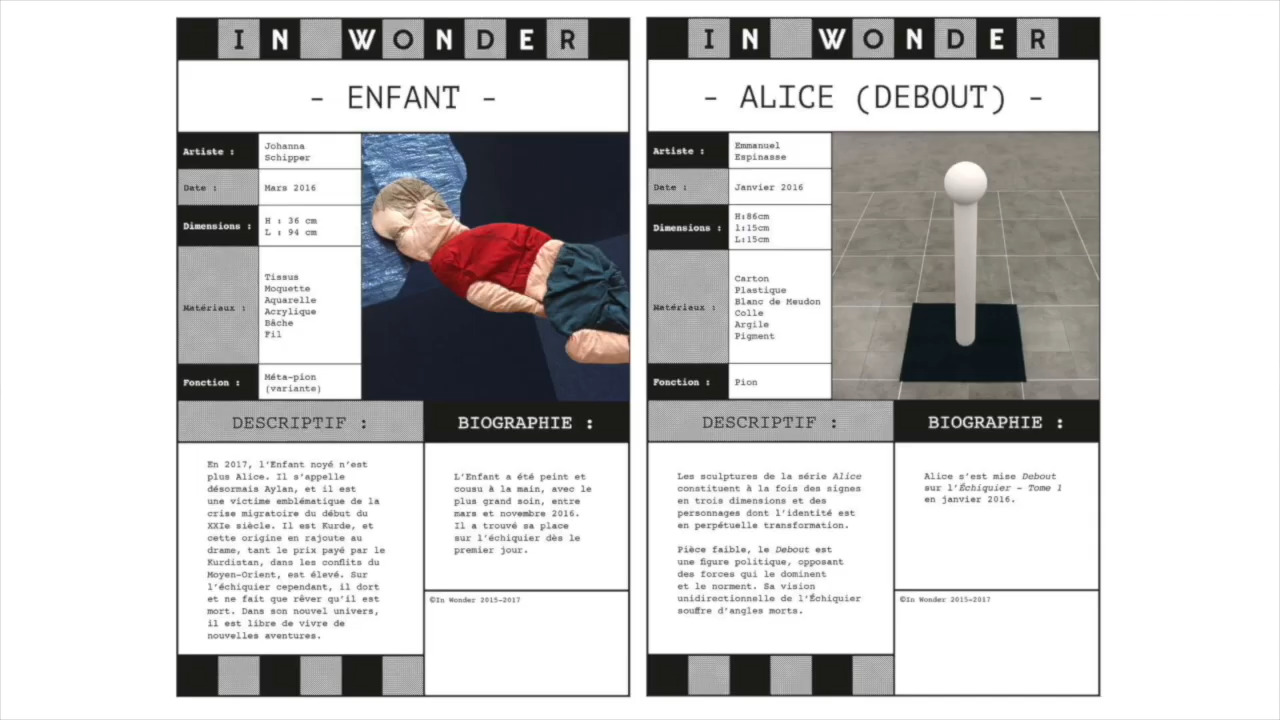 IN WONDER
- ENFANT -
Artiste :
Johanna
Schipper
Date :
Mars 2016
Dimensions :
H : 36 cm
L : 94 cm
Matériaux :
Tissus
Moquette
Aquarelle
Acrylique
Bâche
Fil
Fonction :
Méta-pion
(variante)
DESCRIPTIF :
En 2017, l'Enfant noyé n'est
plus Alice. Il s'appelle
désormais Aylan, et il est
une victime emblématique de la
crise migratoire du début du
XXIe siècle. Il est Kurde, et
cette origine en rajoute au
drame, tant le prix payé par le
Kurdistan, dans les conflits du
Moyen-Orient, est élevé. Sur
l'échiquier cependant, il dort
et ne fait que rêver qu'il est
mort. Dans son nouvel univers,
il est libre de vivre de
nouvelles aventures.
BIOGRAPHIE :
L'Enfant a été peint et
cousu à la main, avec le
plus grand soin, entre
mars et novembre 2016.
Il a trouvé sa place
sur l'échiquier dès le
premier jour.
©In Wonder 2015-2017
IN WONDER
- ALICE (DEBOUT) -
Artiste :
Emmanuel
Espinasse
Date :
Janvier 2016
Dimensions :
H:86cm
l:15cm
L:15cm
Matériaux :
Carton
Plastique
Blanc de Meudon
Colle
Argile
Pigment
Fonction :
Pion
DESCRIPTIF :
Les sculptures de la série Alice
constituent à la fois des signes
en trois dimensions et des
personnages dont l'identité est
en perpétuelle transformation.
Pièce faible, le Debout est
une figure politique, opposant
des forces qui le dominent
et le norment. Sa vision
unidirectionnelle de l'Échiquier
souffre d'angles morts.
BIOGRAPHIE :
Alice s'est mise Debout
sur l'Échiquier - Tome 1
en janvier 2016.
©In Wonder 2015-2017